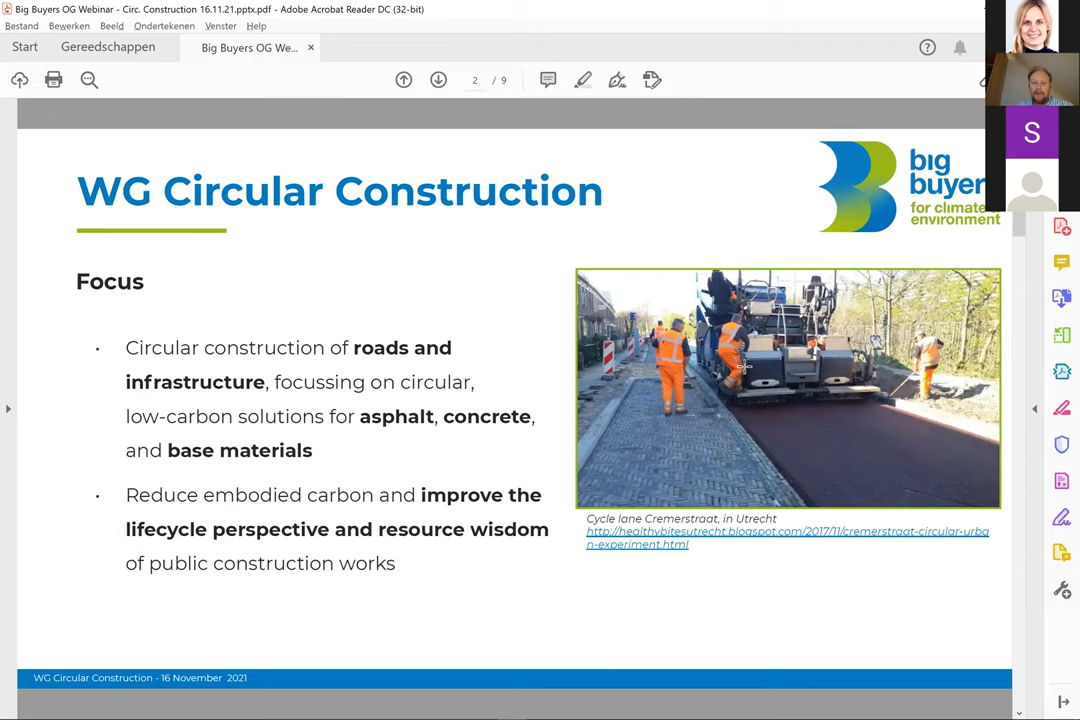 Big Buyers OG Webinar - Circ. Construction 16.11.21.pptx.pdf - Adobe Acrobat Reader DC (32-bit)
Bestand Bewerken Beeld Ondertekenen Venster Help
Start Gereedschappen Big Buyers OG We... ×
2 / 9
S
WG Circular Construction
big
buyer
for climate
environment
Focus
· Circular construction of roads and
infrastructure, focussing on circular,
low-carbon solutions for asphalt, concrete,
and base materials
· Reduce embodied carbon and improve the
lifecycle perspective and resource wisdom
of public construction works
Cycle lane Cremerstraat, in Utrecht
http://healthybitesutrecht.blogspot.com/2017/11/cremerstraat-circular-urba
n-experiment.html
WG Circular Construction - 16 November 2021